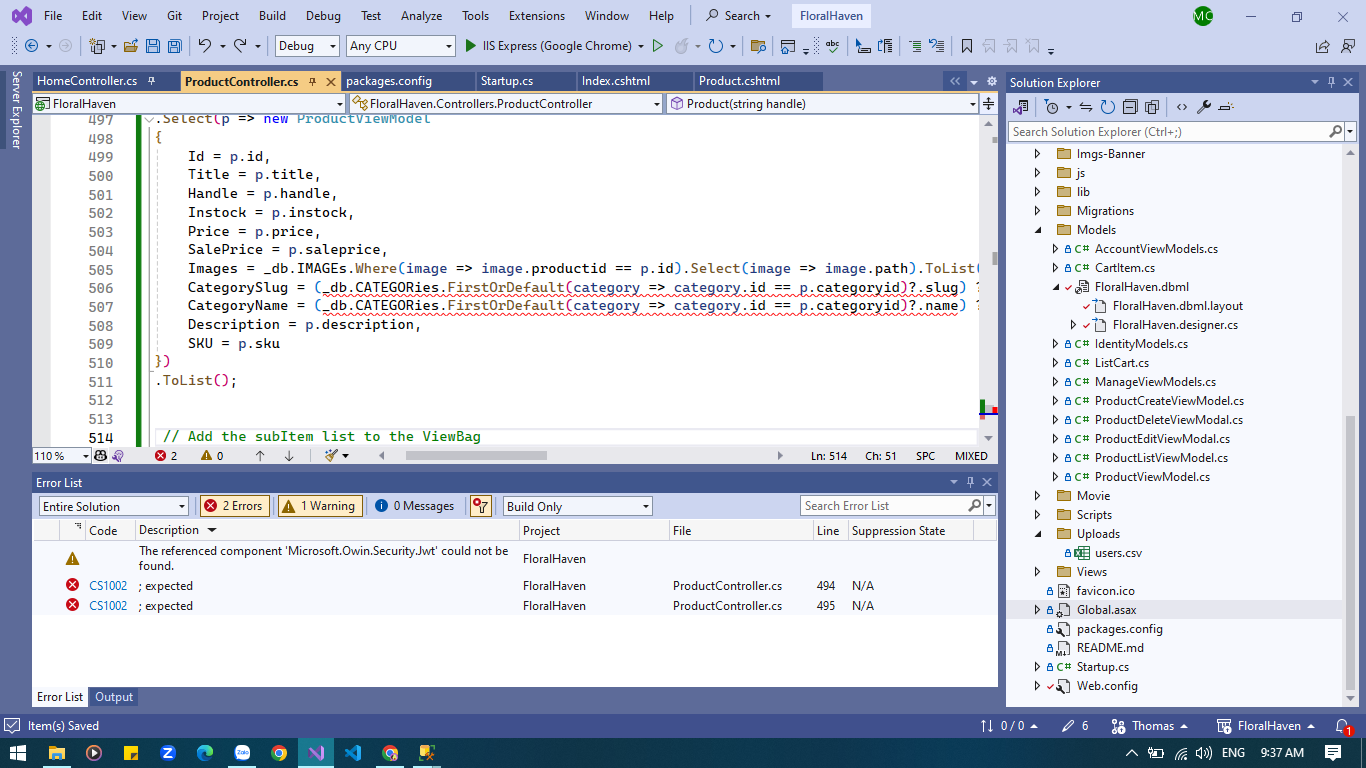 File Edit View Git Project Build Debug Test Analyze Tools Extensions Window Help Search FloralHaven MC
Debug Any CPU IIS Express (Google Chrome)
Server Explorer
HomeController.cs ProductController.cs packages.config Startup.cs Index.cshtml Product.cshtml
FloralHaven FloralHaven.Controllers.ProductController Product(string handle)
497 .Select(p => new ProductViewModel
498 {
499 Id = p.id,
500 Title = p.title,
501 Handle = p.handle,
502 Instock = p.instock,
503 Price = p.price,
504 SalePrice = p.saleprice,
505 Images = _db.IMAGEs.Where(image => image.productid == p.id).Select(image => image.path).ToList(
506 CategorySlug = (_db.CATEGORies.FirstOrDefault(category => category.id == p.categoryid)?.slug) ?
507 CategoryName = (_db.CATEGORies.FirstOrDefault(category => category.id == p.categoryid)?.name) ?
508 Description = p.description,
509 SKU = p.sku
510 })
511 .ToList();
512
513
514 // Add the subItem list to the ViewBag
110 % 2 0 Ln: 514 Ch: 51 SPC MIXED
Error List
Entire Solution 2 Errors 1 Warning 0 Messages Build Only Search Error List
Code Description Project File Line Suppression State
The referenced component 'Microsoft.Owin.Security.Jwt' could not be found. FloralHaven
CS1002 ; expected FloralHaven ProductController.cs 494 N/A
CS1002 ; expected FloralHaven ProductController.cs 495 N/A
Error List Output
Solution Explorer
Search Solution Explorer (Ctrl+;)
Imgs-Banner
js
lib
Migrations
Models
C# AccountViewModels.cs
C# CartItem.cs
FloralHaven.dbml
FloralHaven.dbml.layout
FloralHaven.designer.cs
C# IdentityModels.cs
C# ListCart.cs
C# ManageViewModels.cs
C# ProductCreateViewModel.cs
C# ProductDeleteViewModal.cs
C# ProductEditViewModal.cs
C# ProductListViewModel.cs
C# ProductViewModel.cs
Movie
Scripts
Uploads
users.csv
Views
favicon.ico
Global.asax
packages.config
README.md
C# Startup.cs
Web.config
Item(s) Saved 0 / 0 6 Thomas FloralHaven 1
Zalo ENG 9:37 AM